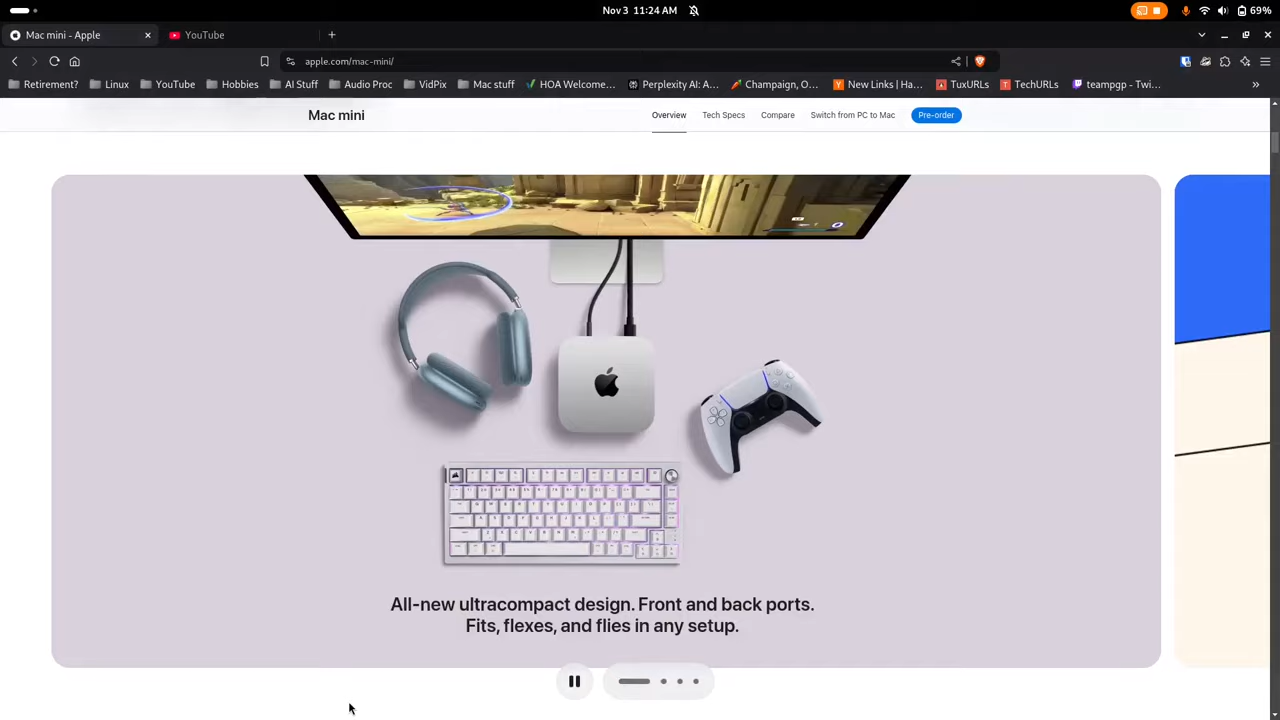 Nov 3 11:24 AM
69%
Mac mini - Apple
YouTube
apple.com/mac-mini/
Retirement?
Linux
YouTube
Hobbies
AI Stuff
Audio Proc
VidPix
Mac stuff
HOA Welcome...
Perplexity AI: A...
Champaign, O...
New Links | Ha...
TuxURLs
TechURLs
teampgp - Twi...
Mac mini
Overview
Tech Specs
Compare
Switch from PC to Mac
Pre-order
All-new ultracompact design. Front and back ports.
Fits, flexes, and flies in any setup.